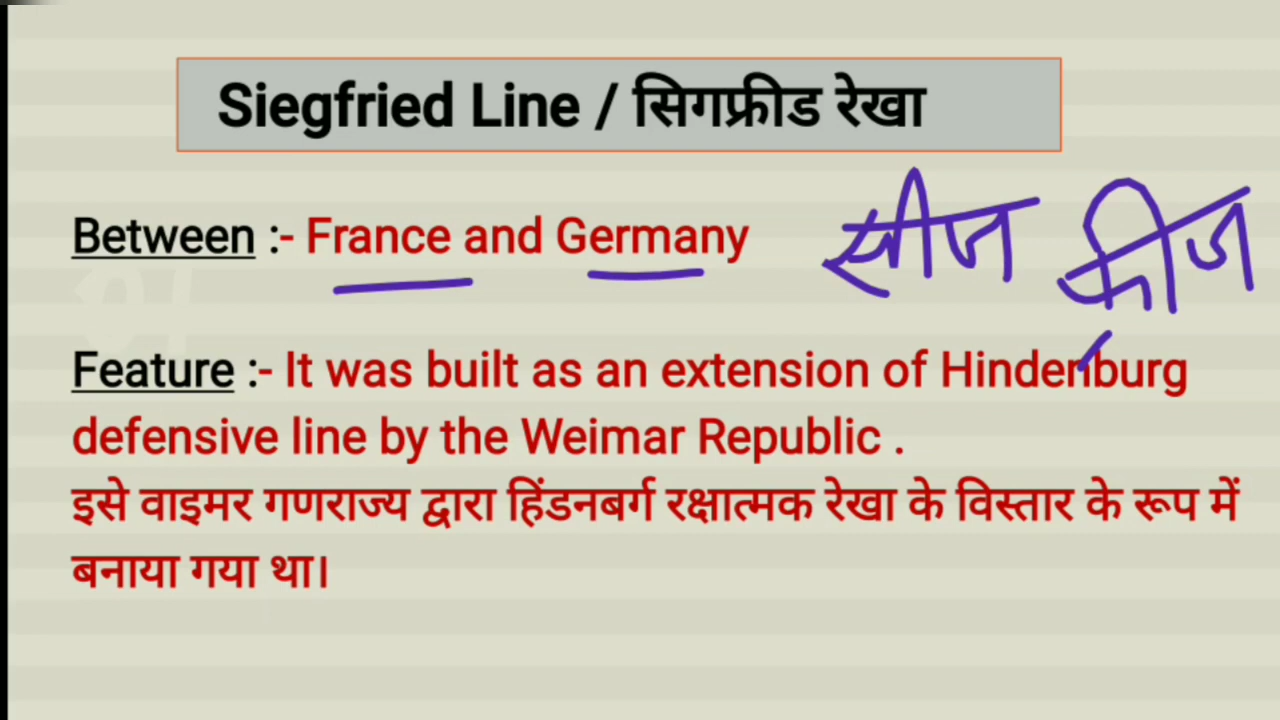 Siegfried Line / सिगफ्रीड रेखा
Between :- France and Germany
सीज फ्रीज
Feature :- It was built as an extension of Hindenburg
defensive line by the Weimar Republic .
इसे वाइमर गणराज्य द्वारा हिंडनबर्ग रक्षात्मक रेखा के विस्तार के रूप में
बनाया गया था।